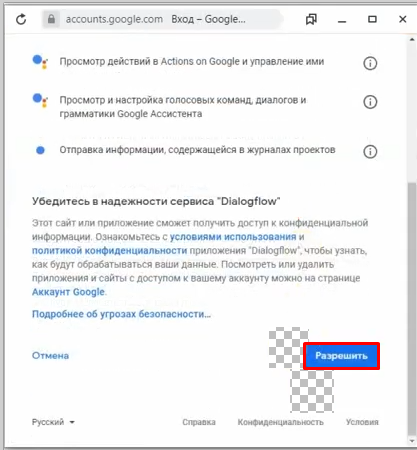 accounts.google.com Вход – Google...
Просмотр действий в Actions on Google и управление ими
Просмотр и настройка голосовых команд, диалогов и
грамматики Google Ассистента
Отправка информации, содержащейся в журналах проектов
Убедитесь в надежности сервиса "Dialogflow"
Этот сайт или приложение сможет получить доступ к конфиденциальной
информации. Ознакомьтесь с условиями использования и
политикой конфиденциальности приложения "Dialogflow", чтобы узнать,
как будут обрабатываться ваши данные. Посмотреть или удалить
приложения и сайты с доступом к вашему аккаунту можно на странице
Аккаунт Google.
Подробнее об угрозах безопасности...
Отмена Разрешить
Русский Справка Конфиденциальность Условия